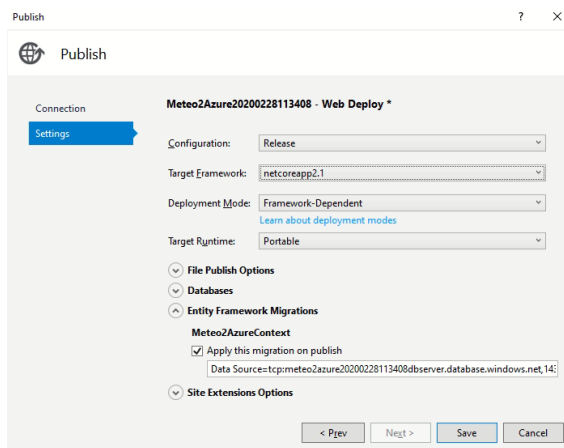 Publish ? ×
Publish
Connection
Settings
Meteo2Azure20200228113408 - Web Deploy *
Configuration: Release
Target Framework: netcoreapp2.1
Deployment Mode: Framework-Dependent
Learn about deployment modes
Target Runtime: Portable
File Publish Options
Databases
Entity Framework Migrations
Meteo2AzureContext
Apply this migration on publish
Data Source=tcp:meteo2azure20200228113408dbserver.database.windows.net,143
Site Extensions Options
< Prev Next > Save Cancel